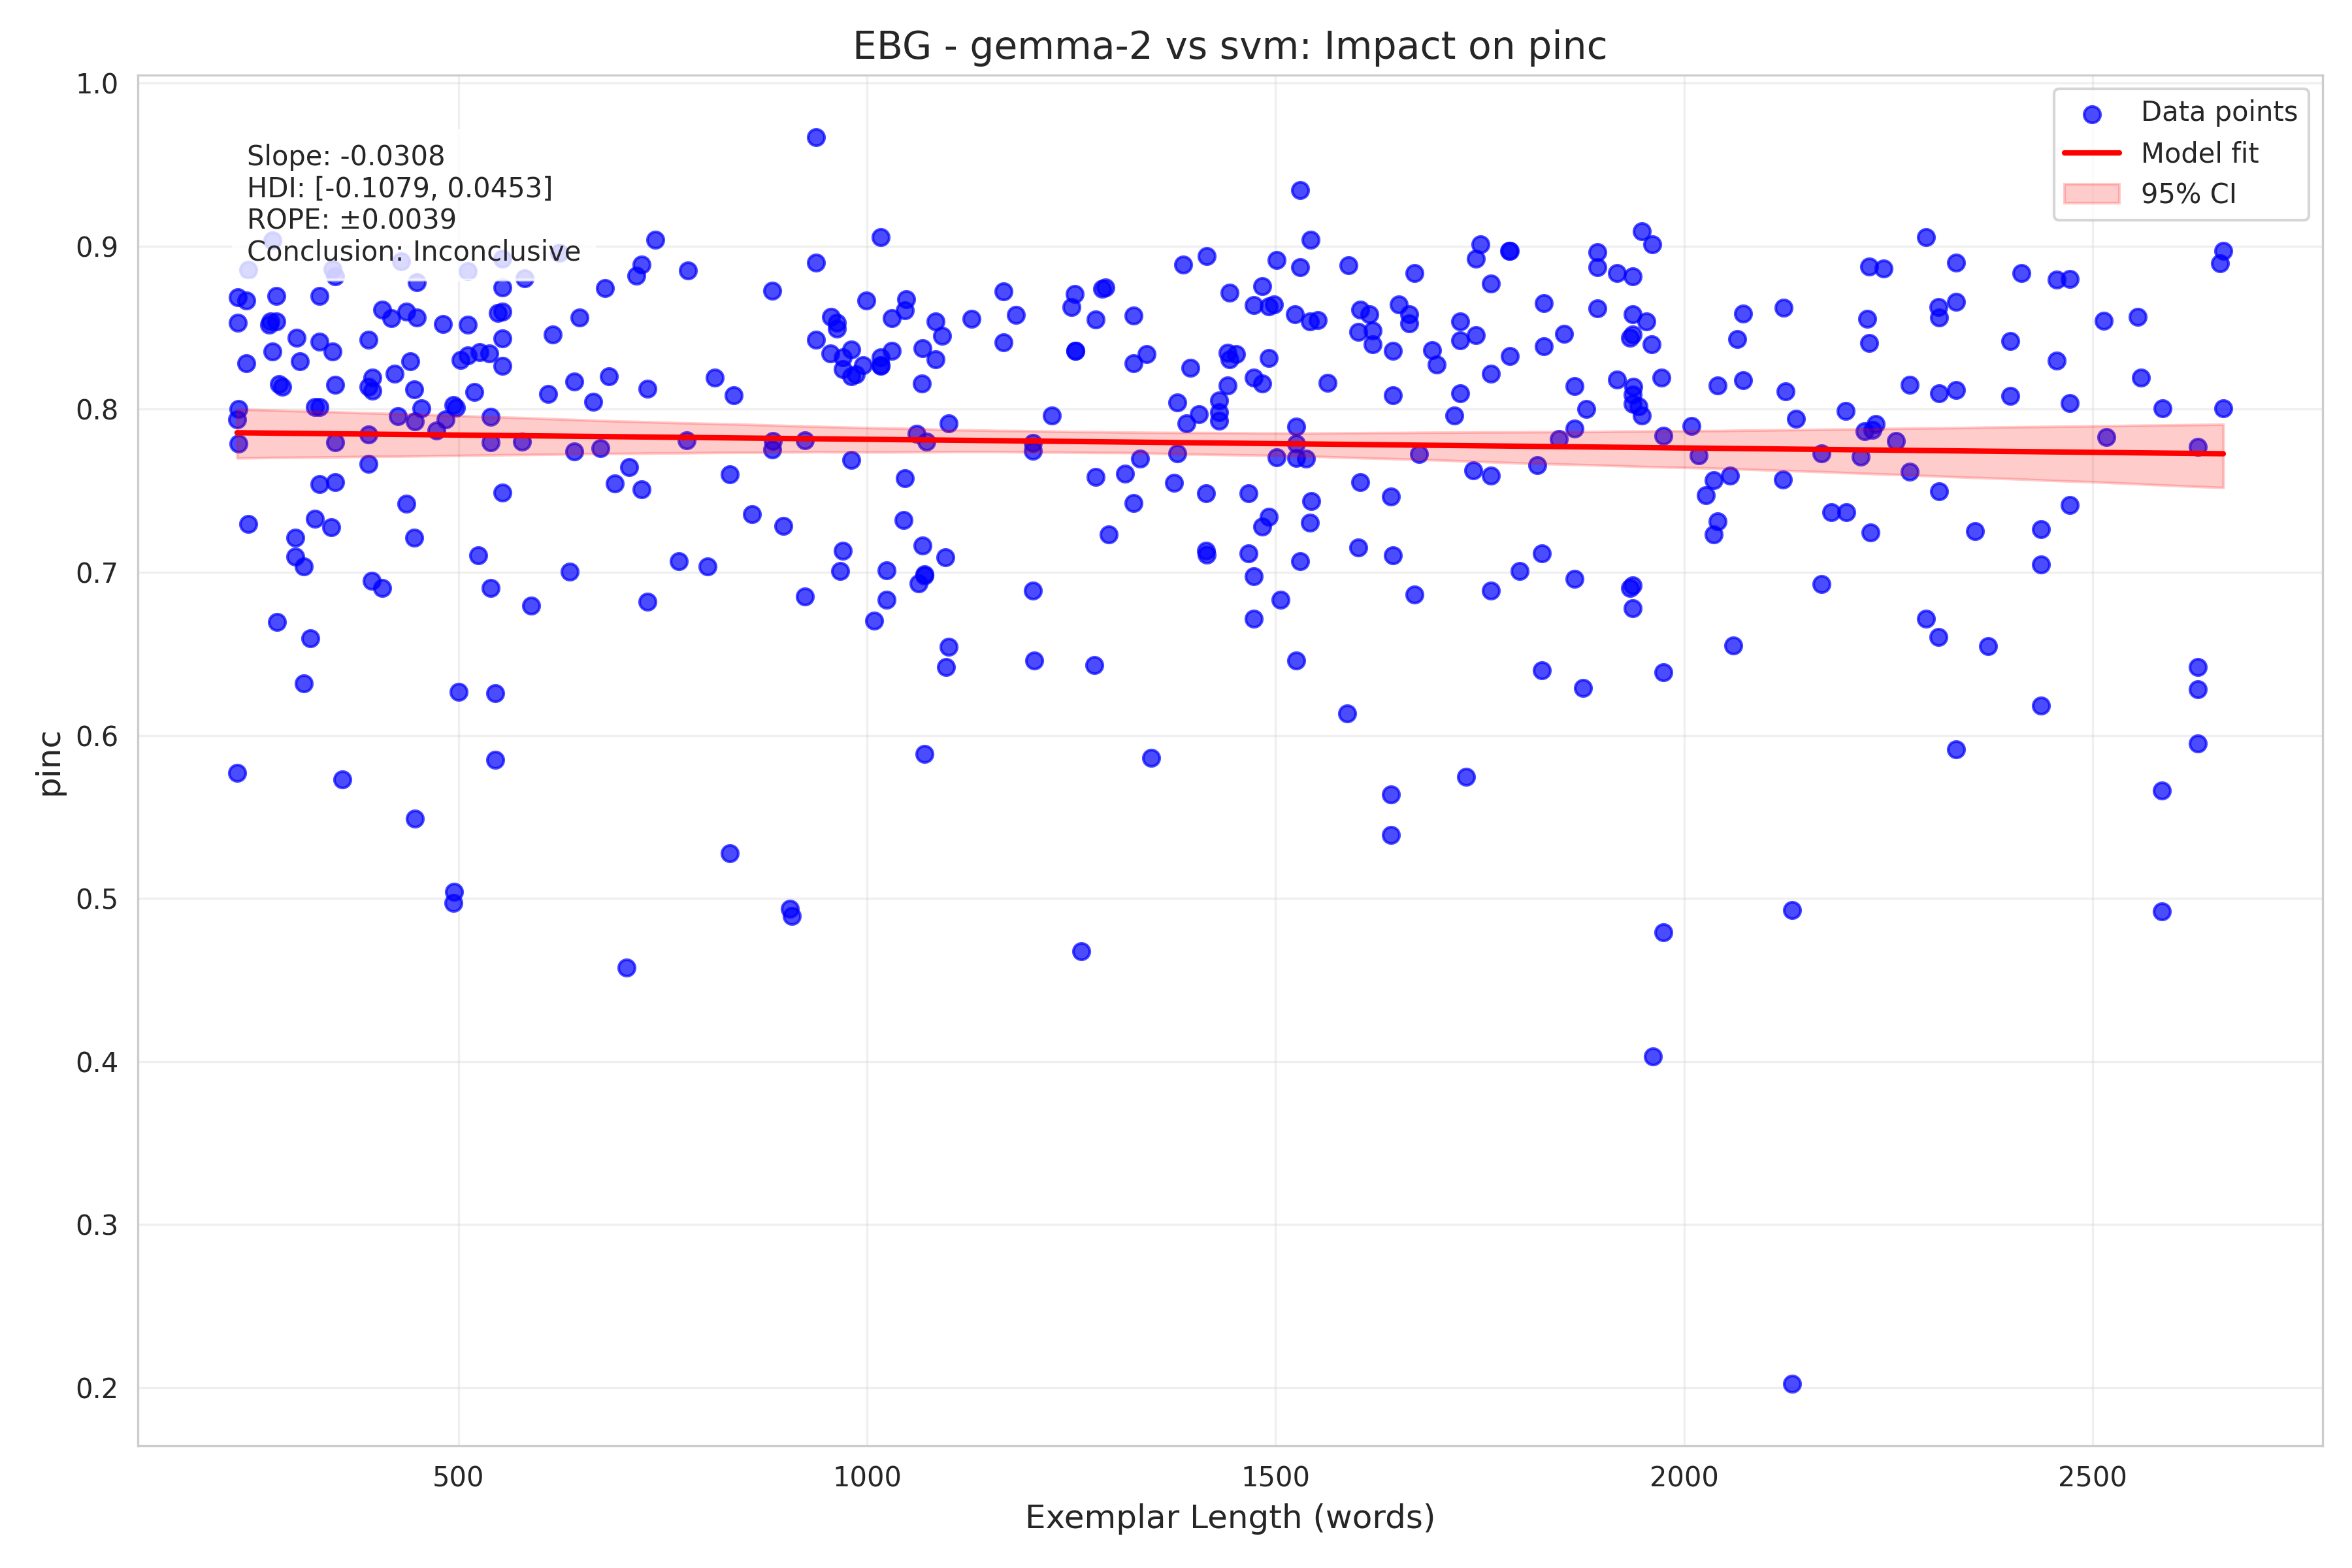 EBG - gemma-2 vs svm: Impact on pinc
Slope: -0.0308
HDI: [-0.1079, 0.0453]
ROPE: ±0.0039
Conclusion: Inconclusive
Data points
Model fit
95% CI
pinc
1.0
0.9
0.8
0.7
0.6
0.5
0.4
0.3
0.2
500
1000
1500
2000
2500
Exemplar Length (words)